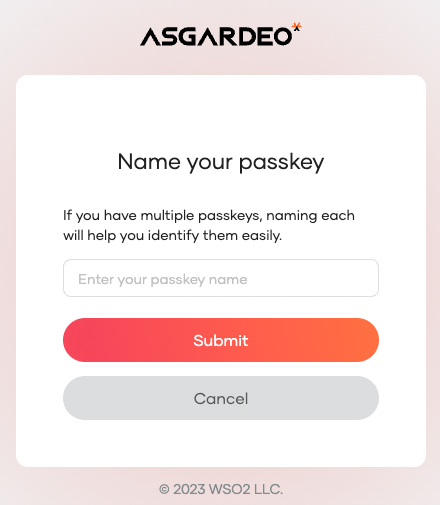 ASGARDEO
Name your passkey
If you have multiple passkeys, naming each
will help you identify them easily.
Enter your passkey name
Submit
Cancel
© 2023 WSO2 LLC.